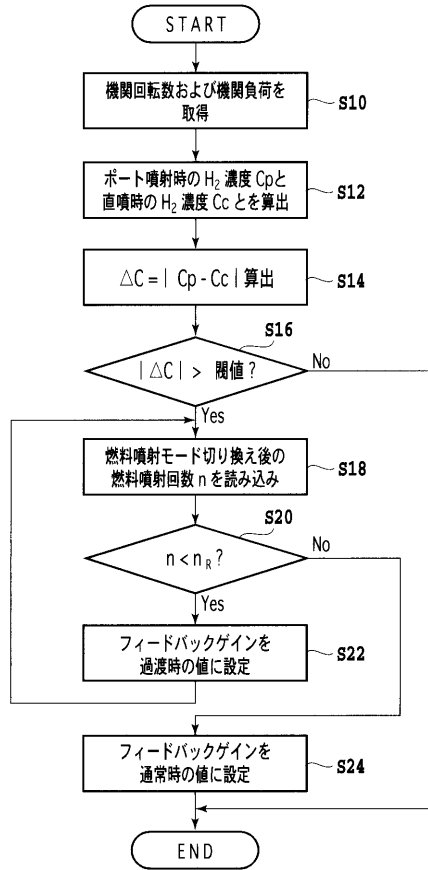 START
機関回転数および機関負荷を
取得
S10
ポート噴射時の H₂ 濃度 Cpと
直噴時の H₂ 濃度 Cc とを算出
S12
△C = | Cp - Cc | 算出
S14
S16
| △C | > 閾値 ?
No
Yes
燃料噴射モード切り換え後の
燃料噴射回数 n を読み込み
S18
S20
n < nR ?
No
Yes
フィードバックゲインを
過渡時の値に設定
S22
フィードバックゲインを
通常時の値に設定
S24
END